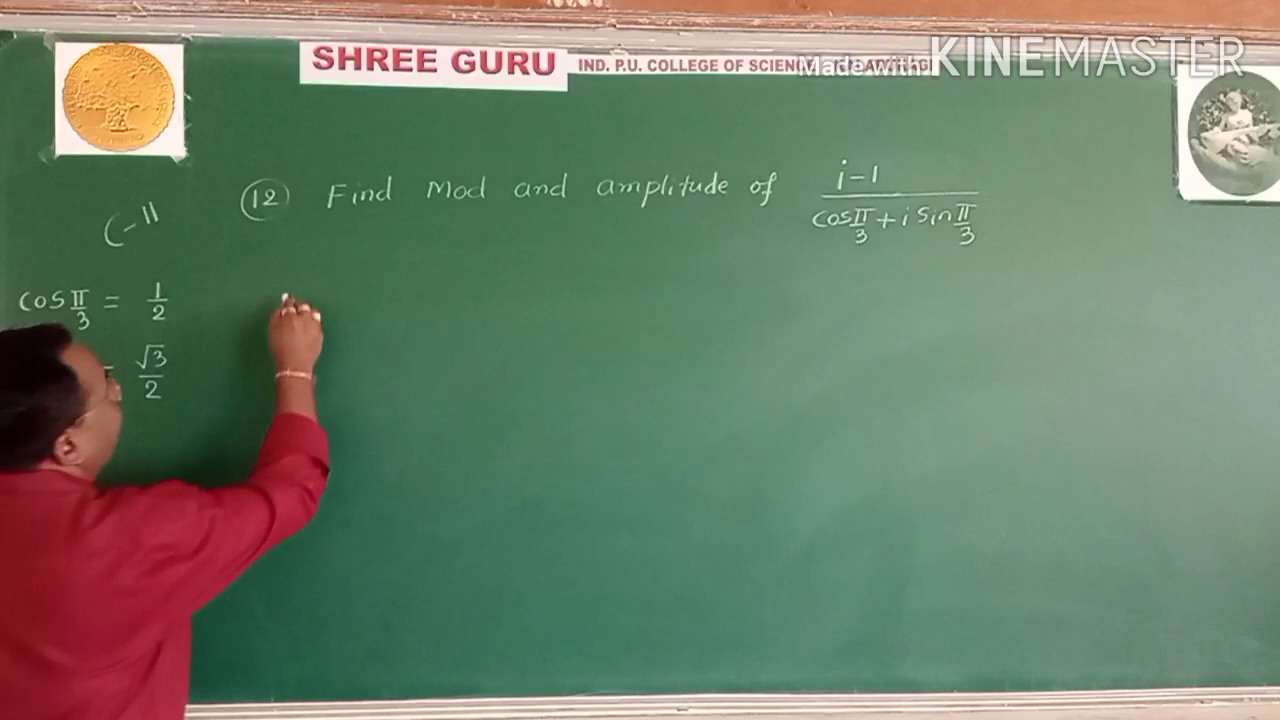 SHREE GURU IND. P.U. COLLEGE OF SCIENCE
Made with KINEMASTER
(12) Find Mod and amplitude of
i-1
cos π/3 + i sin π/3
cos π/3 = 1/2
= √3/2